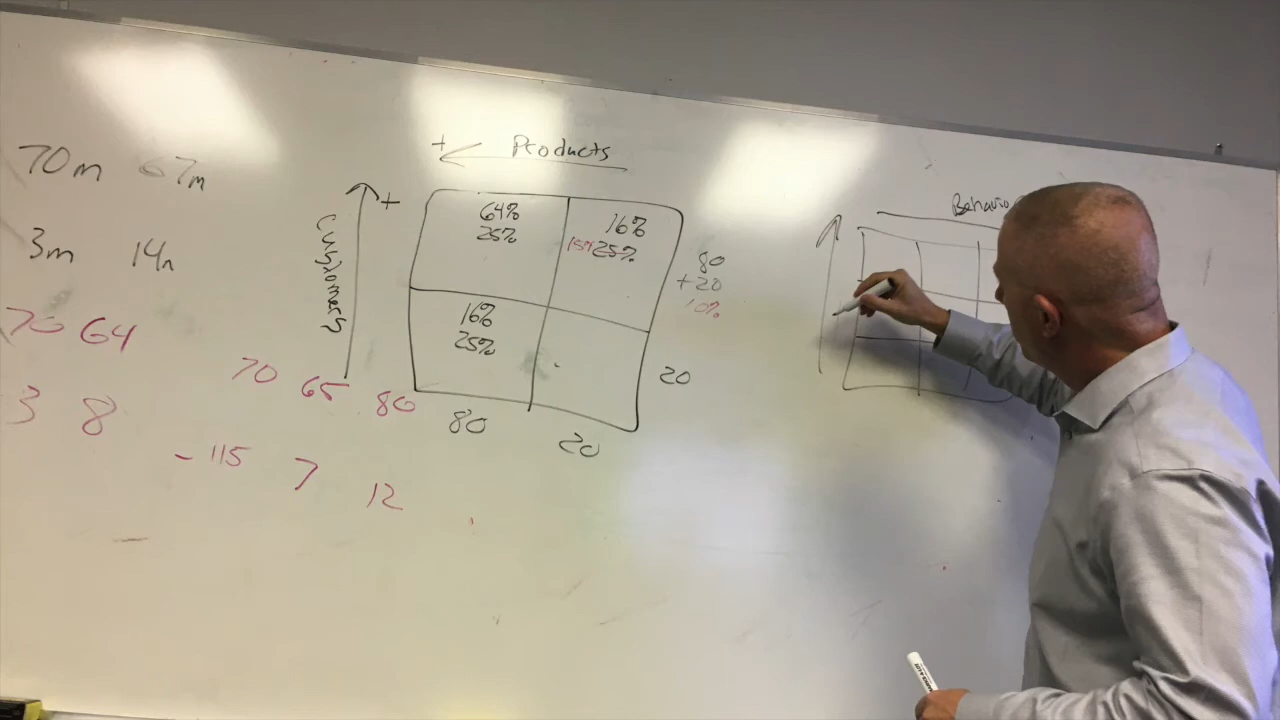 70m 67m
3m 14m
70 64
3 8
70 65 80
- 115 7 12
+ Products
+
Customers
64%
25%
16%
15% 25%
16%
25%
80
+ 20
10%
20
80
20
Behavio